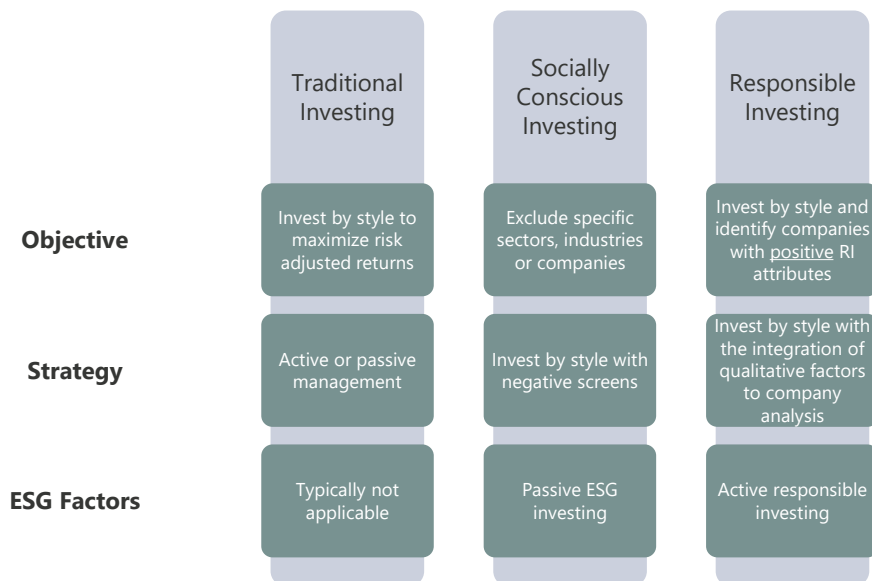 Traditional
Investing
Socially
Conscious
Investing
Responsible
Investing
Objective
Invest by style to
maximize risk
adjusted returns
Exclude specific
sectors, industries
or companies
Invest by style and
identify companies
with positive RI
attributes
Strategy
Active or passive
management
Invest by style with
negative screens
Invest by style with
the integration of
qualitative factors
to company
analysis
ESG Factors
Typically not
applicable
Passive ESG
investing
Active responsible
investing